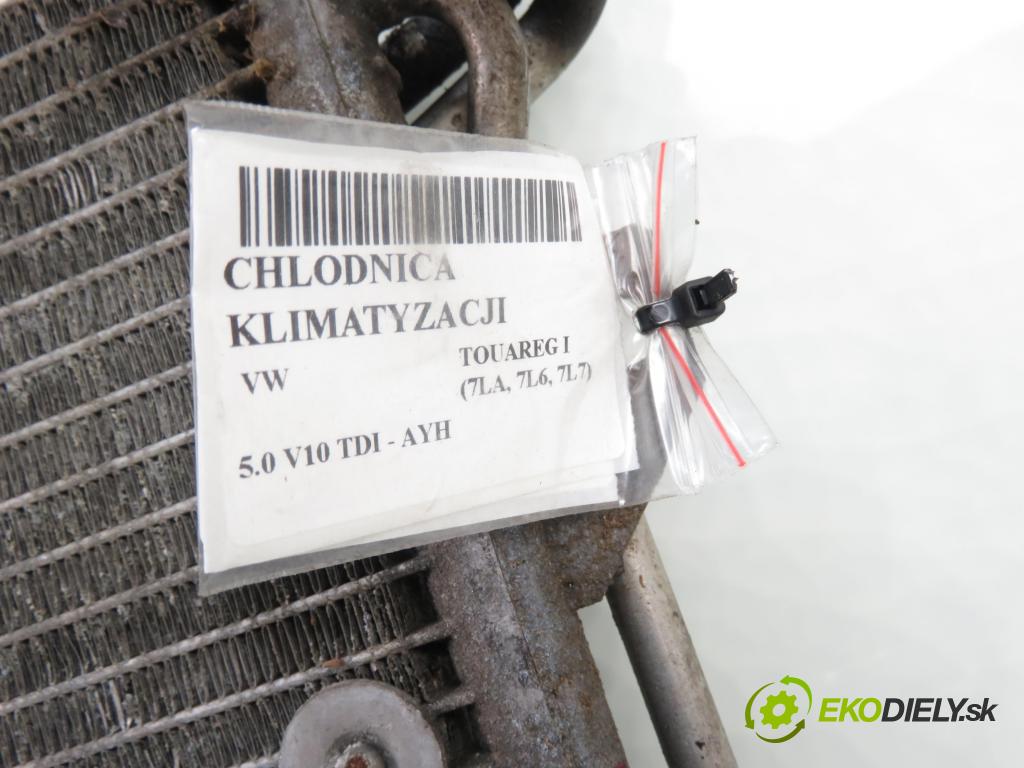 CHLODNICA
KLIMATYZACJI
VW
TOUAREG I
(7LA, 7L6, 7L7)
5.0 V10 TDI - AYH
EKODIELY.sk